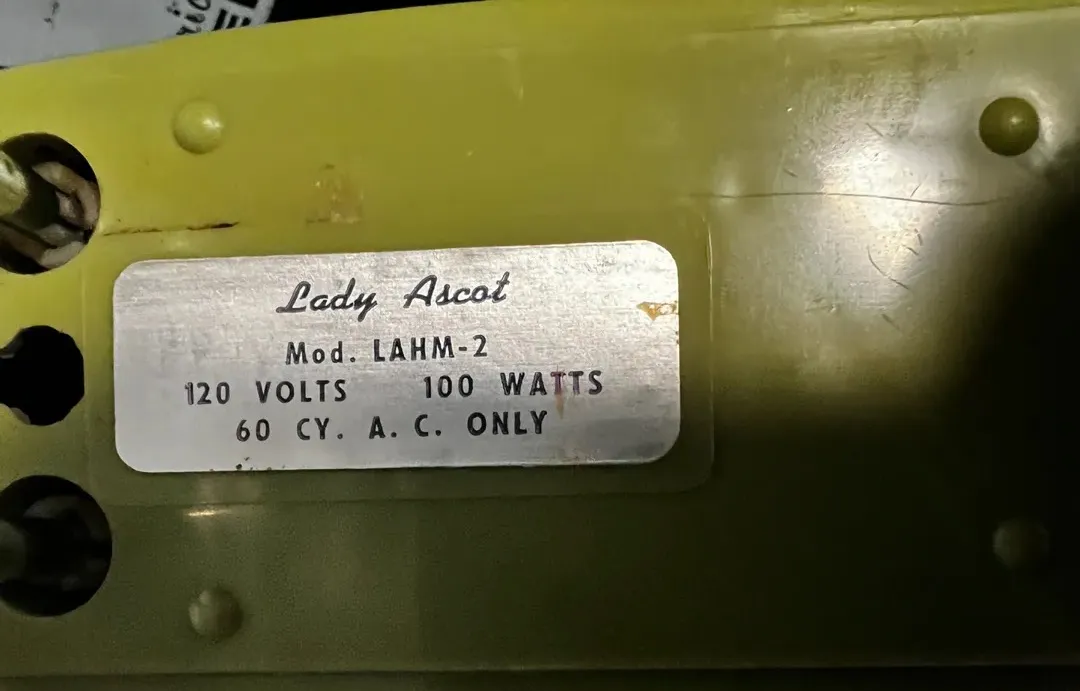 Lady Ascot
Mod. LAHM-2
120 VOLTS 100 WATTS
60 CY. A. C. ONLY